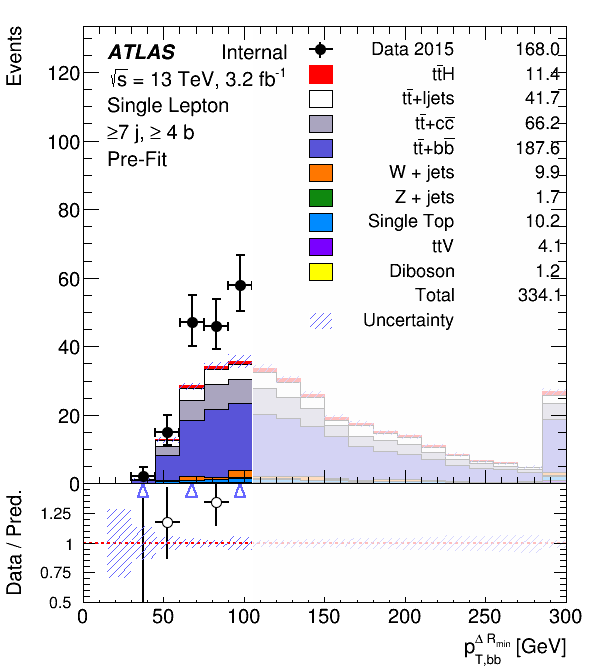 Events
120
100
80
60
40
20
0
ATLAS Internal
√s = 13 TeV, 3.2 fb⁻¹
Single Lepton
≥7 j, ≥ 4 b
Pre-Fit
Data 2015 168.0
tt̄H 11.4
tt̄+ljets 41.7
tt̄+cc̄ 66.2
tt̄+bb̄ 187.6
W + jets 9.9
Z + jets 1.7
Single Top 10.2
ttV 4.1
Diboson 1.2
Total 334.1
Uncertainty
Data / Pred.
1.25
1
0.75
0.5
0 50 100 150 200 250 300
p_{T,bb}^{Δ R_{min}} [GeV]